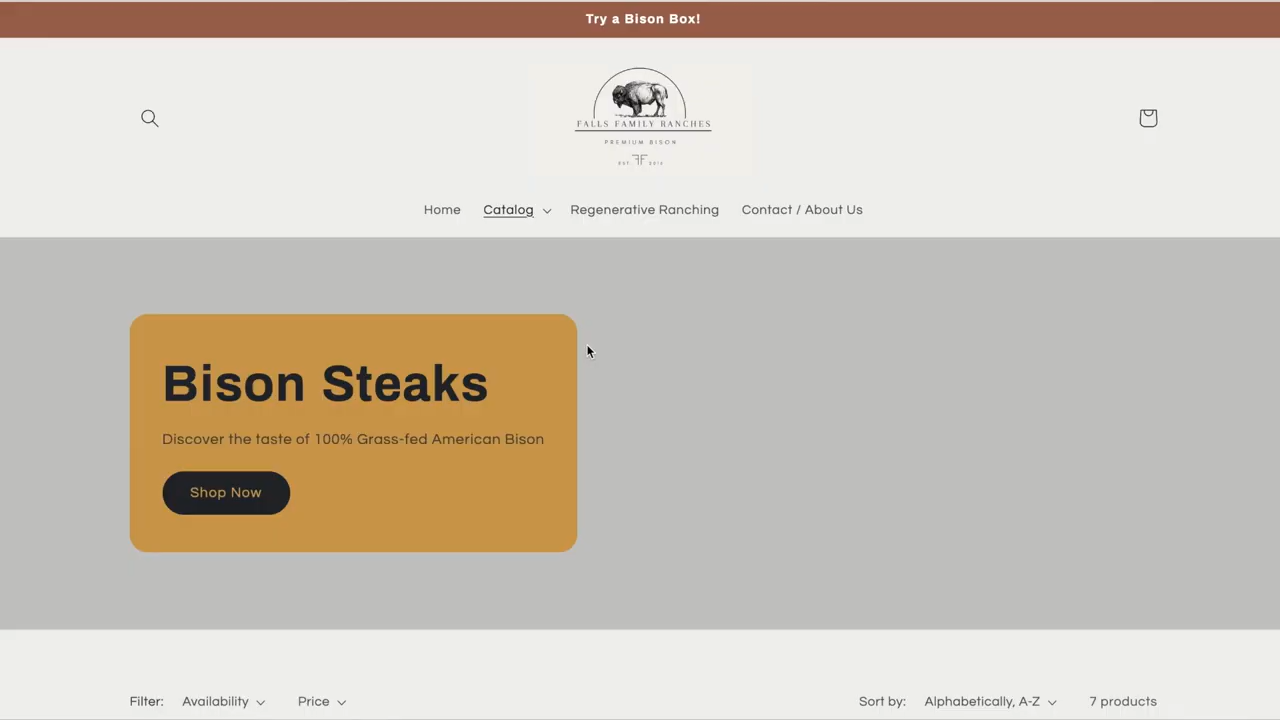 Try a Bison Box!
FALLS FAMILY RANCHES
PREMIUM BISON
EST
Home
Catalog
Regenerative Ranching
Contact / About Us
Bison Steaks
Discover the taste of 100% Grass-fed American Bison
Shop Now
Filter: Availability Price
Sort by: Alphabetically, A-Z 7 products